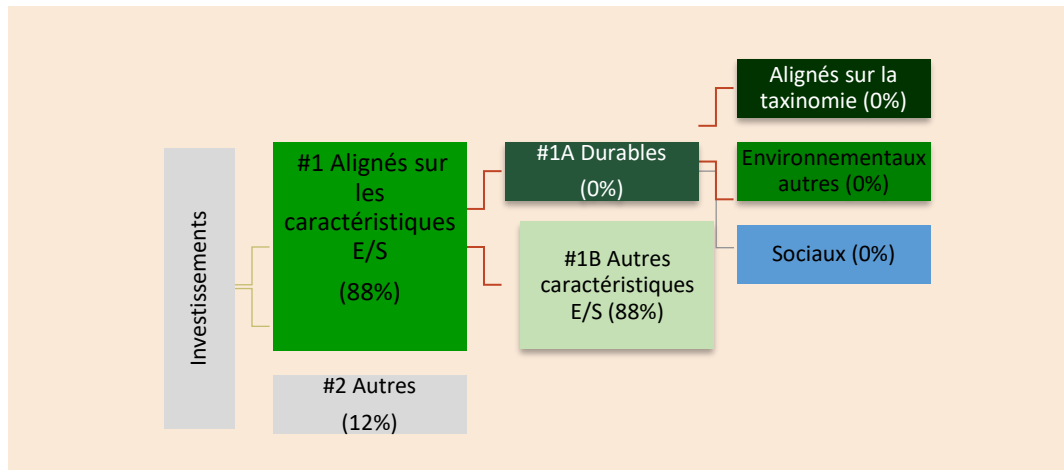 Investissements
#1 Alignés sur
les
caractéristiques
E/S
(88%)
#2 Autres
(12%)
#1A Durables
(0%)
#1B Autres
caractéristiques
E/S (88%)
Alignés sur la
taxinomie (0%)
Environnementaux
autres (0%)
Sociaux (0%)